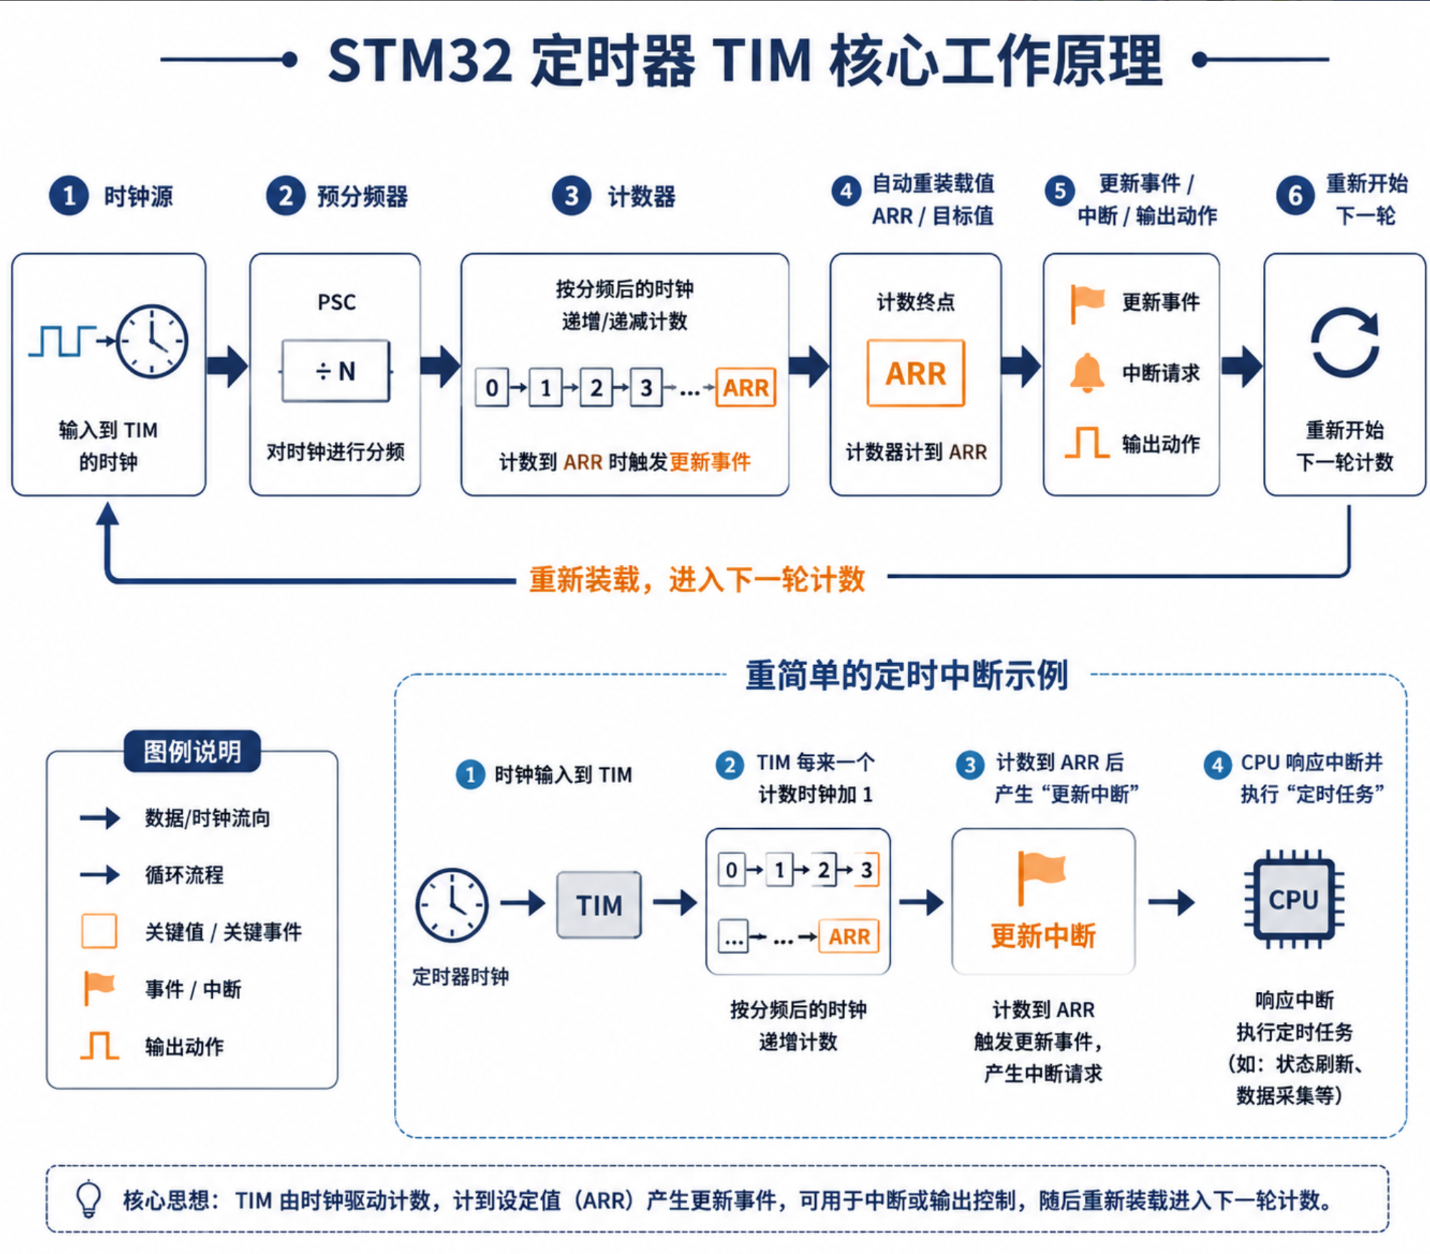 STM32 定时器 TIM 核心工作原理
1 时钟源
2 预分频器
3 计数器
4 自动重装载值
ARR / 目标值
5 更新事件 /
中断 / 输出动作
6 重新开始
下一轮
输入到 TIM
的时钟
PSC
÷ N
对时钟进行分频
按分频后的时钟
递增/递减计数
0 1 2 3 ... ARR
计数到 ARR 时触发更新事件
计数终点
ARR
计数器计到 ARR
更新事件
中断请求
输出动作
重新开始
下一轮计数
重新装载，进入下一轮计数
图例说明
数据/时钟流向
循环流程
关键值 / 关键事件
事件 / 中断
输出动作
重简单的定时中断示例
1 时钟输入到 TIM
2 TIM 每来一个
计数时钟加 1
3 计数到 ARR 后
产生“更新中断”
4 CPU 响应中断并
执行“定时任务”
定时器时钟
TIM
0 1 2 3
... ... ARR
按分频后的时钟
递增计数
更新中断
计数到 ARR
触发更新事件，
产生中断请求
CPU
响应中断
执行定时任务
（如：状态刷新、
数据采集等）
核心思想： TIM 由时钟驱动计数，计到设定值（ARR）产生更新事件，可用于中断或输出控制，随后重新装载进入下一轮计数。